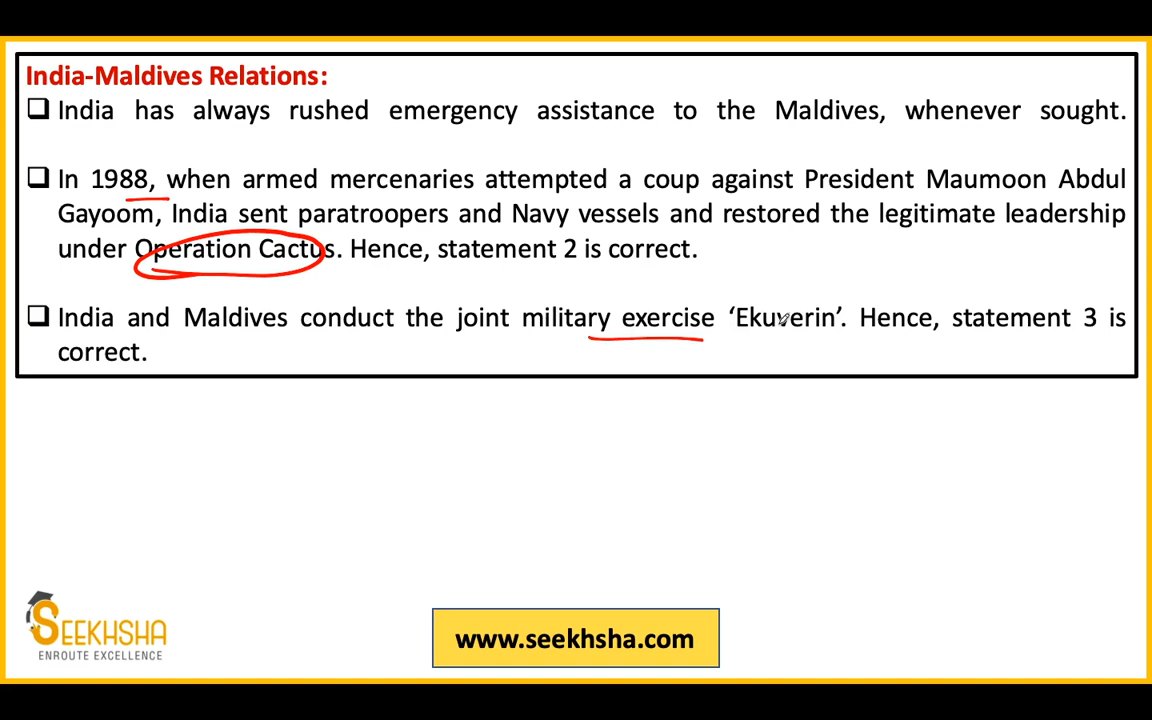 India-Maldives Relations:
❑ India has always rushed emergency assistance to the Maldives, whenever sought.
❑ In 1988, when armed mercenaries attempted a coup against President Maumoon Abdul
Gayoom, India sent paratroopers and Navy vessels and restored the legitimate leadership
under Operation Cactus. Hence, statement 2 is correct.
❑ India and Maldives conduct the joint military exercise ‘Ekuverin’. Hence, statement 3 is
correct.
SEEKHSHA
ENROUTE EXCELLENCE
www.seekhsha.com